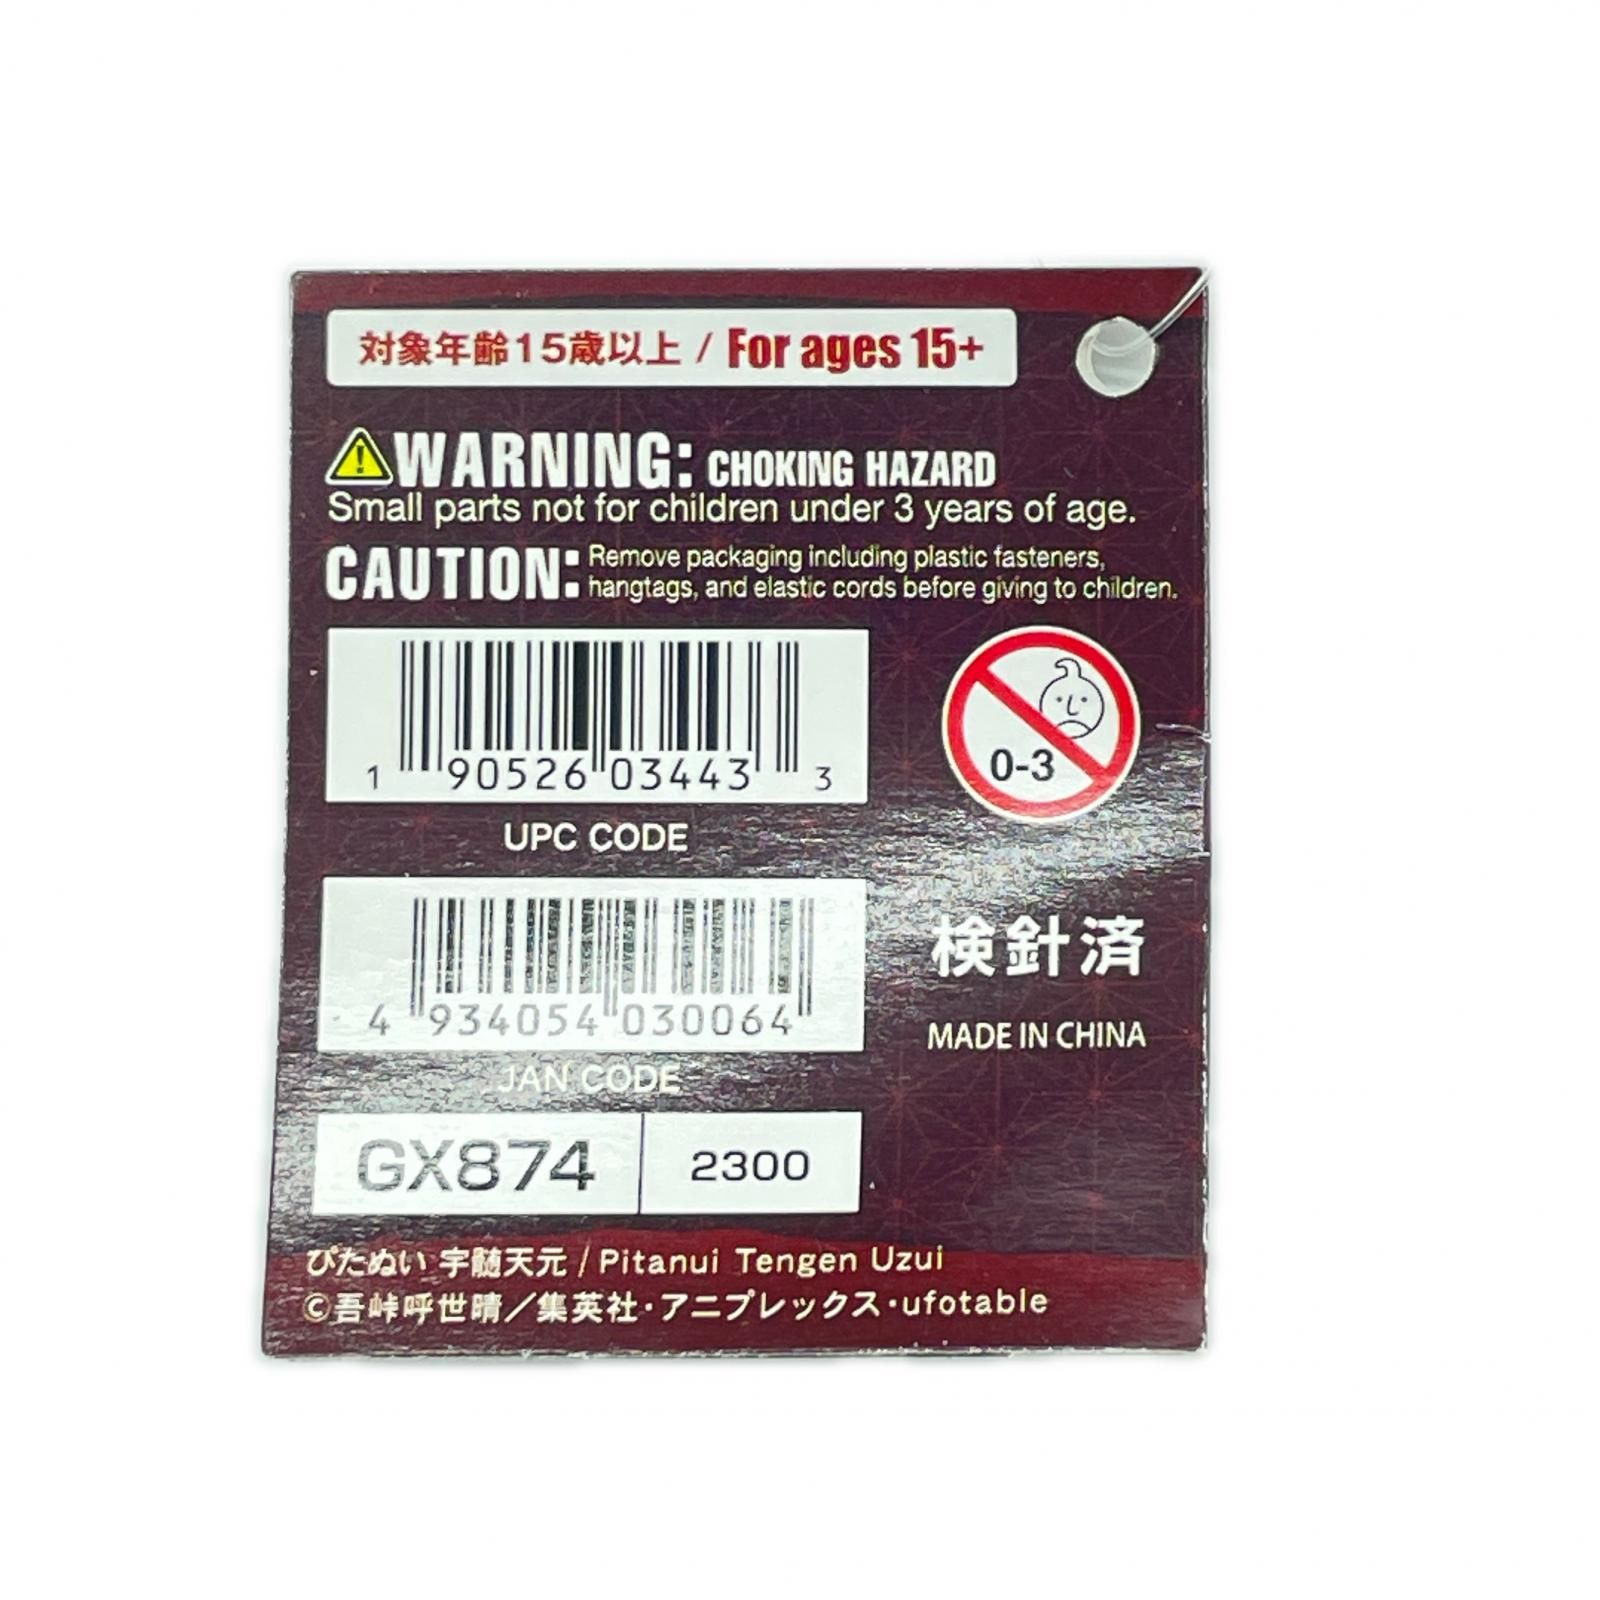 対象年齢15歳以上 / For ages 15+
WARNING: CHOKING HAZARD
Small parts not for children under 3 years of age.
CAUTION: Remove packaging including plastic fasteners,
hangtags, and elastic cords before giving to children.
1 90526 03443 3
0-3
UPC CODE
4 934054 030064
JAN CODE
検針済
MADE IN CHINA
GX874 2300
ぴたぬい 宇髄天元 / Pitanui Tengen Uzui
©吾峠呼世晴／集英社・アニプレックス・ufotable